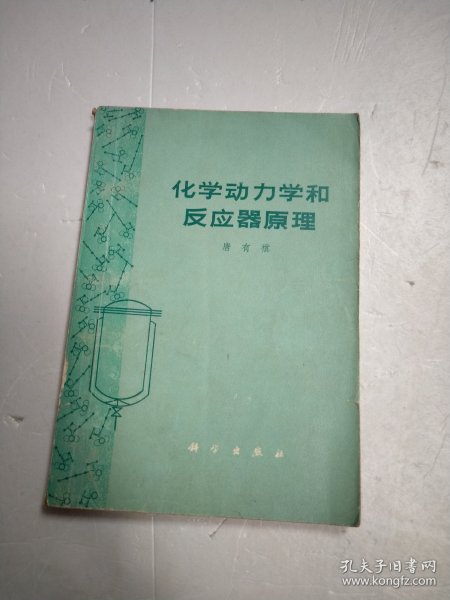 化学动力学和
反应器原理
唐有祺
科学出版社
孔夫子旧书网
www.kongfz.com